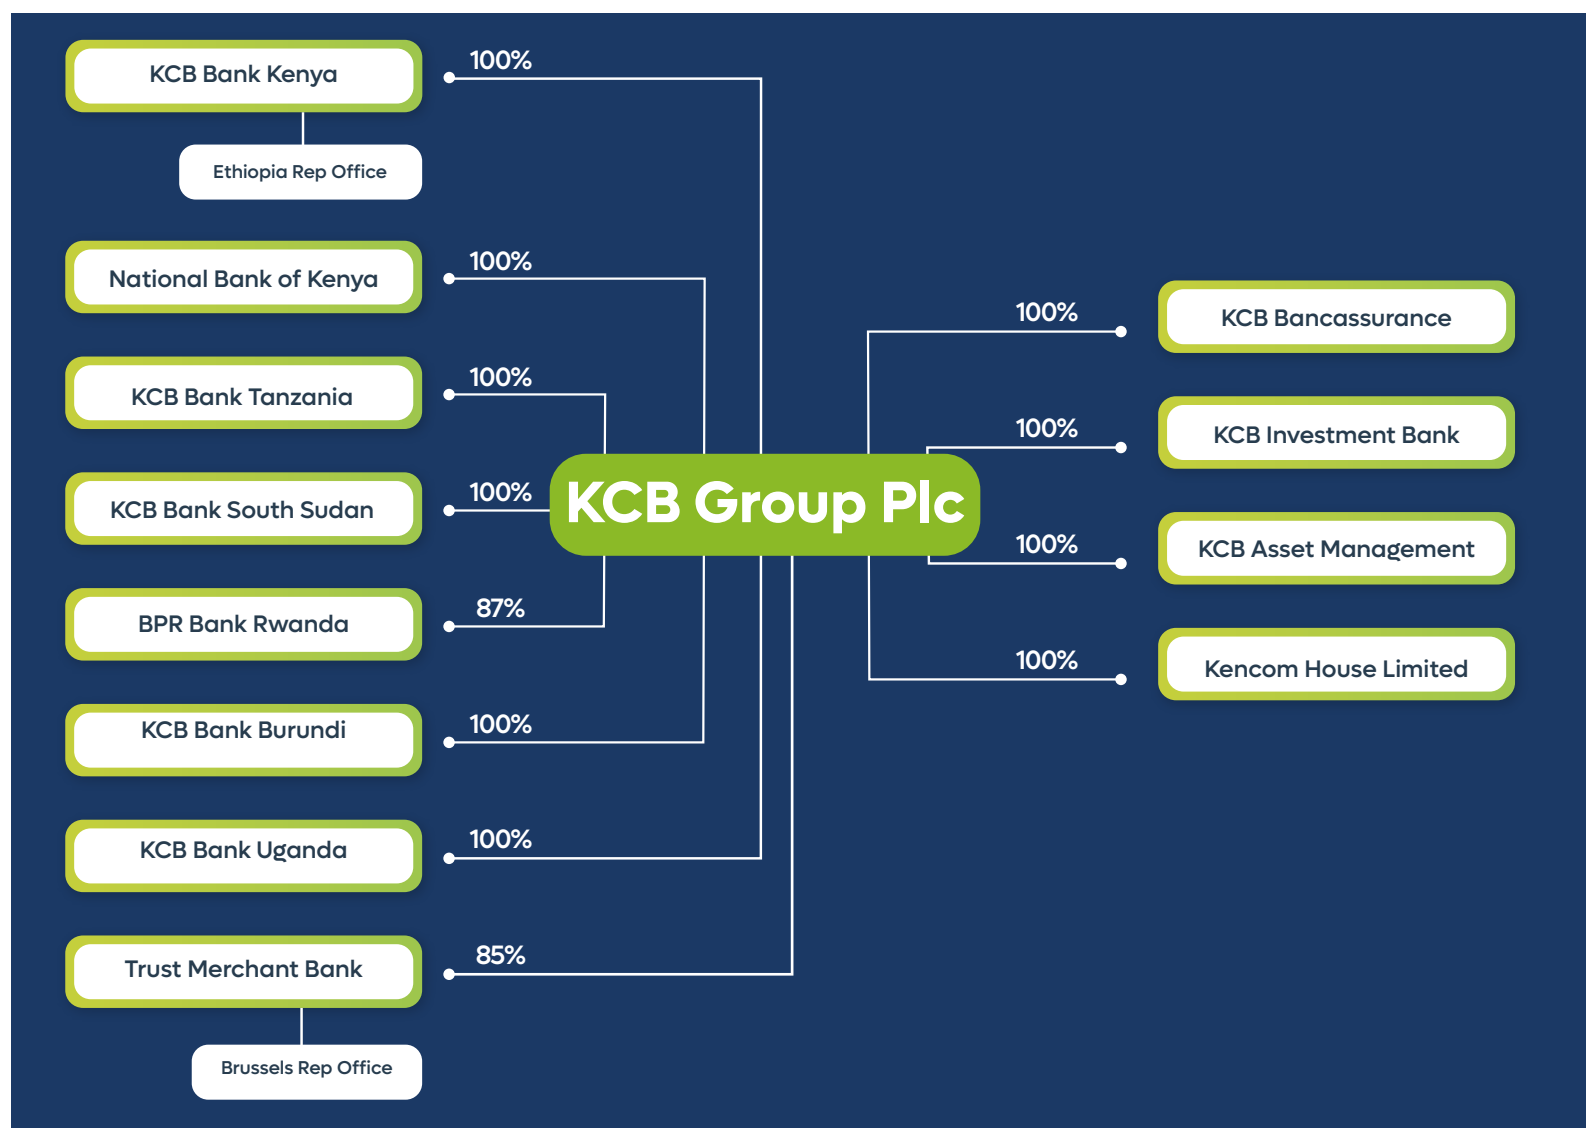 KCB Bank Kenya
100%
Ethiopia Rep Office
National Bank of Kenya
100%
KCB Bank Tanzania
100%
KCB Bank South Sudan
100%
BPR Bank Rwanda
87%
KCB Bank Burundi
100%
KCB Bank Uganda
100%
Trust Merchant Bank
85%
Brussels Rep Office
KCB Group Plc
100%
KCB Bancassurance
100%
KCB Investment Bank
100%
KCB Asset Management
100%
Kencom House Limited